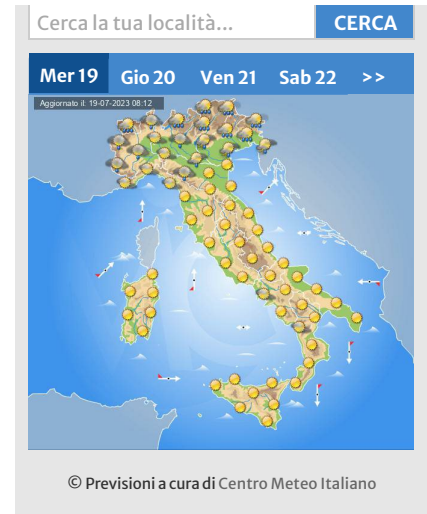 Cerca la tua località...
CERCA
Mer 19 Gio 20 Ven 21 Sab 22 >>
Aggiornato il: 19-07-2023 08:12
© Previsioni a cura di Centro Meteo Italiano